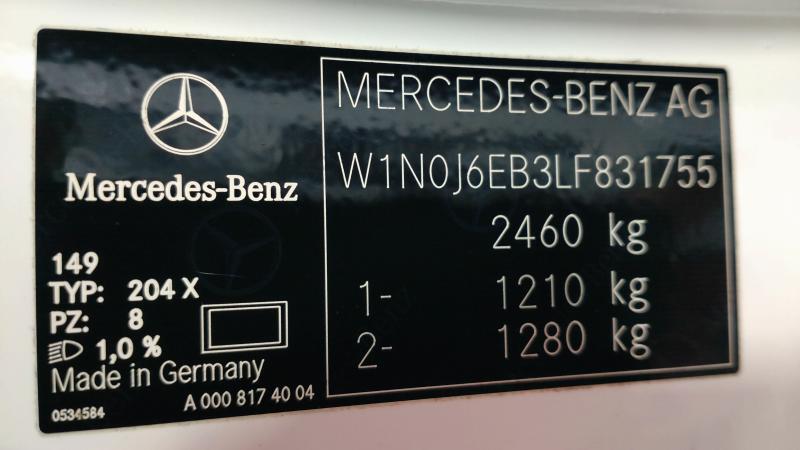 Mercedes-Benz
149
TYP: 204 X
PZ: 8
1,0 %
Made in Germany
0534584
A 000 817 40 04
MERCEDES-BENZ AG
W1N0J6EB3LF831755
2460 kg
1- 1210 kg
2- 1280 kg